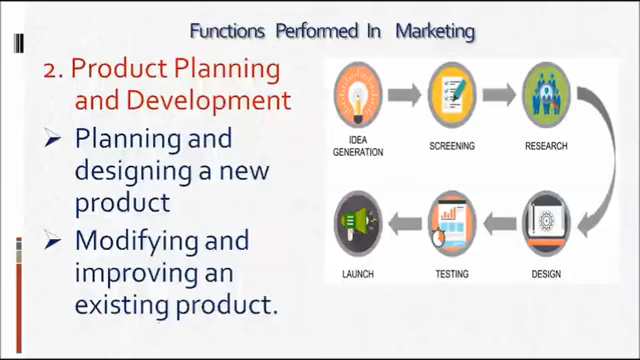 Functions Performed In Marketing
2. Product Planning
and Development
➢ Planning and
designing a new
product
➢ Modifying and
improving an
existing product.
IDEA
GENERATION
SCREENING
RESEARCH
LAUNCH
TESTING
DESIGN